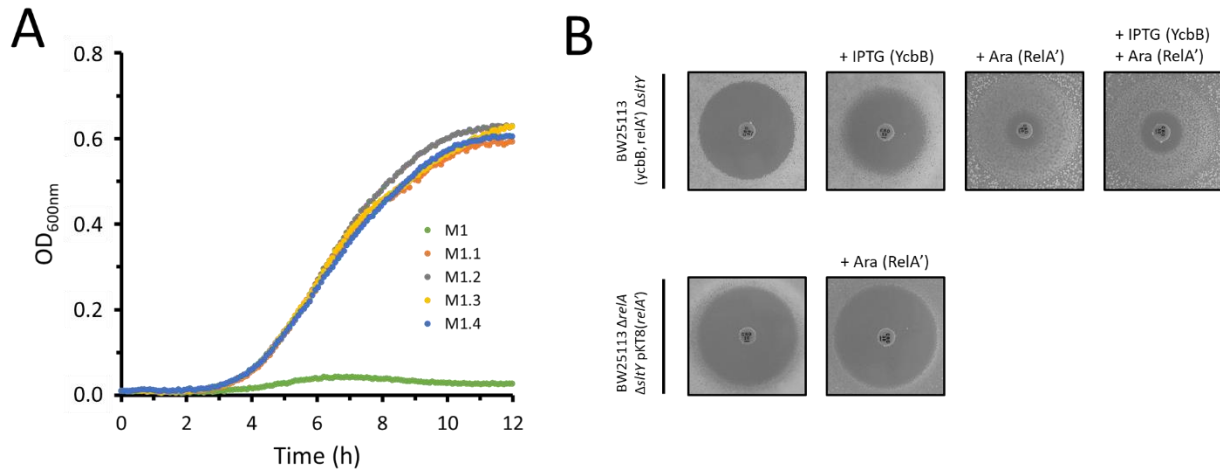 A
OD600nm
0.8
0.6
0.4
0.2
0.0
0 2 4 6 8 10 12
Time (h)
M1
M1.1
M1.2
M1.3
M1.4
B
+ IPTG (YcbB)
+ Ara (RelA')
+ IPTG (YcbB)
+ Ara (RelA')
BW25113
(ycbB, relA') ΔsltY
+ Ara (RelA')
BW25113 ΔrelA
ΔsltY pKT8(relA')